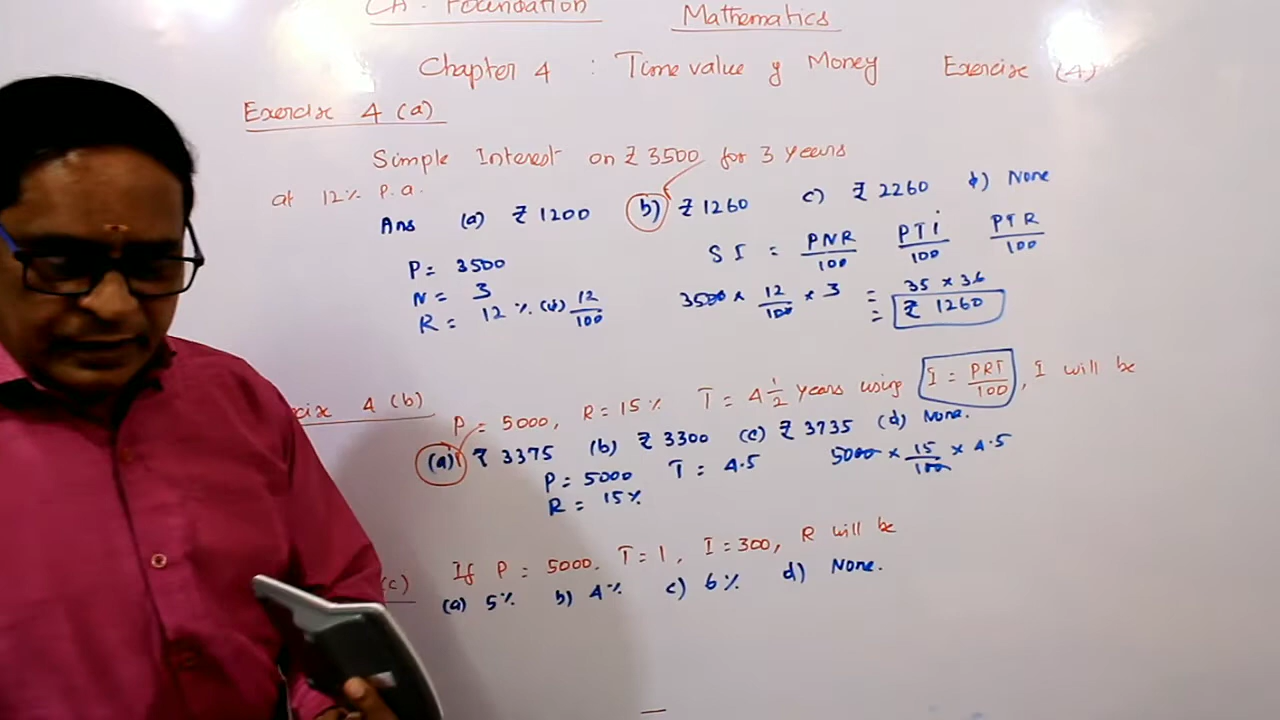 CA. Foundation Mathematics
Chapter 4 : Time value of Money Exercise (4)
Exercise 4 (a)
Simple Interest on ₹ 3500 for 3 years
at 12% P.a.
Ans (a) ₹ 1200 b) ₹ 1260 c) ₹ 2260 d) None
P = 3500
N = 3
R = 12 % (or) 12/100
S I = PNR/100 PTi/100 PTR/100
3500 × 12/100 × 3 = 35 × 36
= ₹ 1260
cise 4 (b)
P = 5000, R = 15% T = 4 1/2 years using I = PRT/100, I will be
(a) ₹ 3375 (b) ₹ 3300 (c) ₹ 3735 (d) None.
P = 5000 T = 4.5
R = 15%
5000 × 15/100 × 4.5
(c) If P = 5000. T = 1, I = 300, R will be
(a) 5% b) 4% c) 6% d) None.